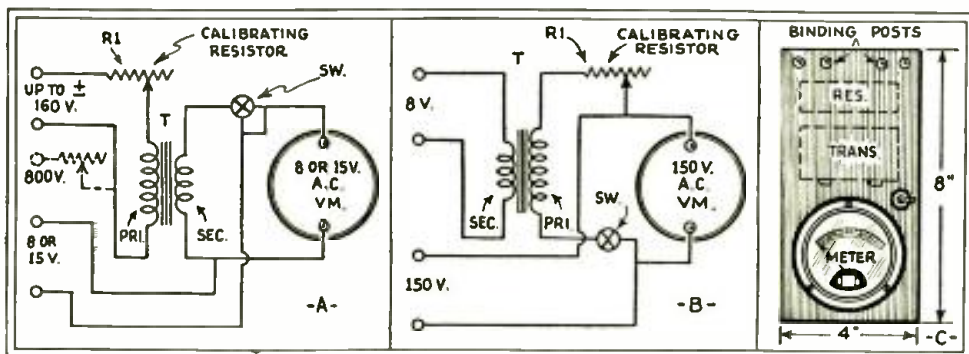 R1
CALIBRATING
RESISTOR
SW.
UP TO ±
160 V.
T
800V.
8 OR 15V.
A.C.
VM.
PRI.
SEC.
8 OR
15 V.
-A-
R1
CALIBRATING
RESISTOR
T
8 V.
150 V.
A.C.
VM.
SW.
SEC.
PRI.
150 V.
-B-
BINDING POSTS
RES.
TRANS.
8"
METER
4"
-C-